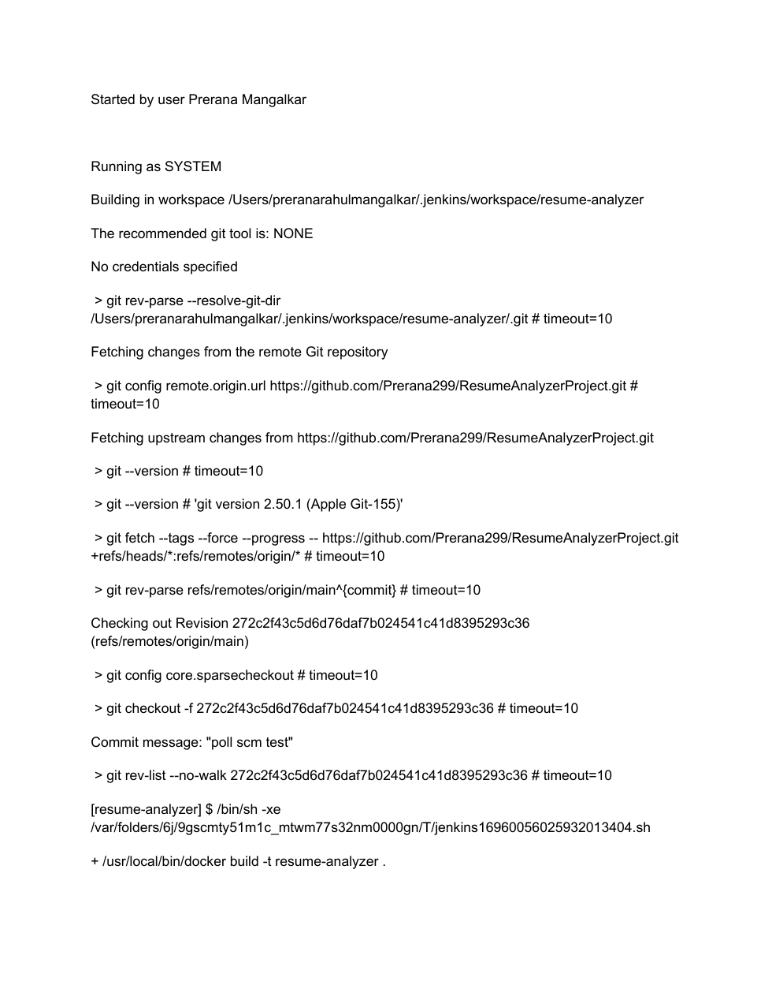 Started by user Prerana Mangalkar
Running as SYSTEM
Building in workspace /Users/preranarahulmangalkar/.jenkins/workspace/resume-analyzer
The recommended git tool is: NONE
No credentials specified
> git rev-parse --resolve-git-dir
/Users/preranarahulmangalkar/.jenkins/workspace/resume-analyzer/.git # timeout=10
Fetching changes from the remote Git repository
> git config remote.origin.url https://github.com/Prerana299/ResumeAnalyzerProject.git #
timeout=10
Fetching upstream changes from https://github.com/Prerana299/ResumeAnalyzerProject.git
> git --version # timeout=10
> git --version # 'git version 2.50.1 (Apple Git-155)'
> git fetch --tags --force --progress -- https://github.com/Prerana299/ResumeAnalyzerProject.git
+refs/heads/*:refs/remotes/origin/* # timeout=10
> git rev-parse refs/remotes/origin/main^{commit} # timeout=10
Checking out Revision 272c2f43c5d6d76daf7b024541c41d8395293c36
(refs/remotes/origin/main)
> git config core.sparsecheckout # timeout=10
> git checkout -f 272c2f43c5d6d76daf7b024541c41d8395293c36 # timeout=10
Commit message: "poll scm test"
> git rev-list --no-walk 272c2f43c5d6d76daf7b024541c41d8395293c36 # timeout=10
[resume-analyzer] $ /bin/sh -xe
/var/folders/6j/9gscmty51m1c_mtwm77s32nm0000gn/T/jenkins16960056025932013404.sh
+ /usr/local/bin/docker build -t resume-analyzer .